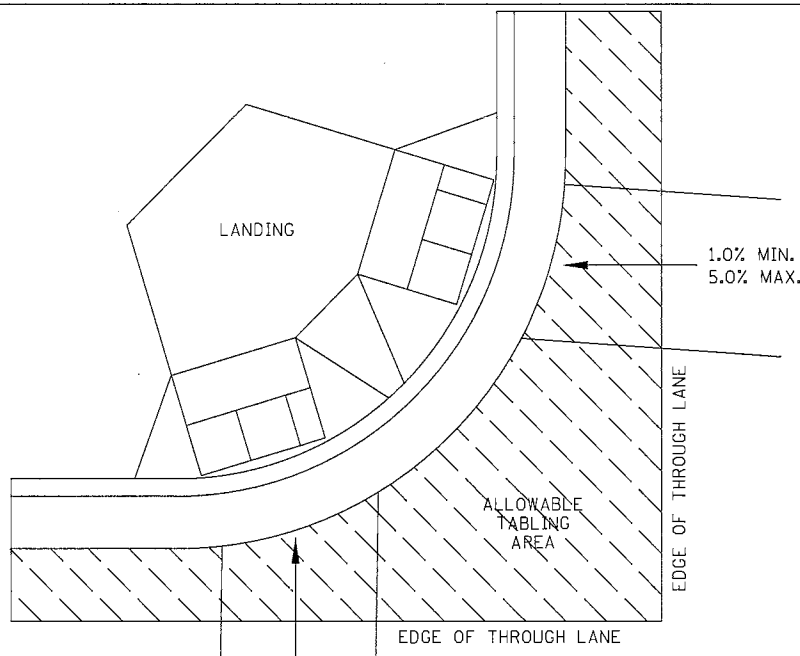 LANDING
1.0% MIN.
5.0% MAX.
EDGE OF THROUGH LANE
ALLOWABLE
TABLING
AREA
EDGE OF THROUGH LANE